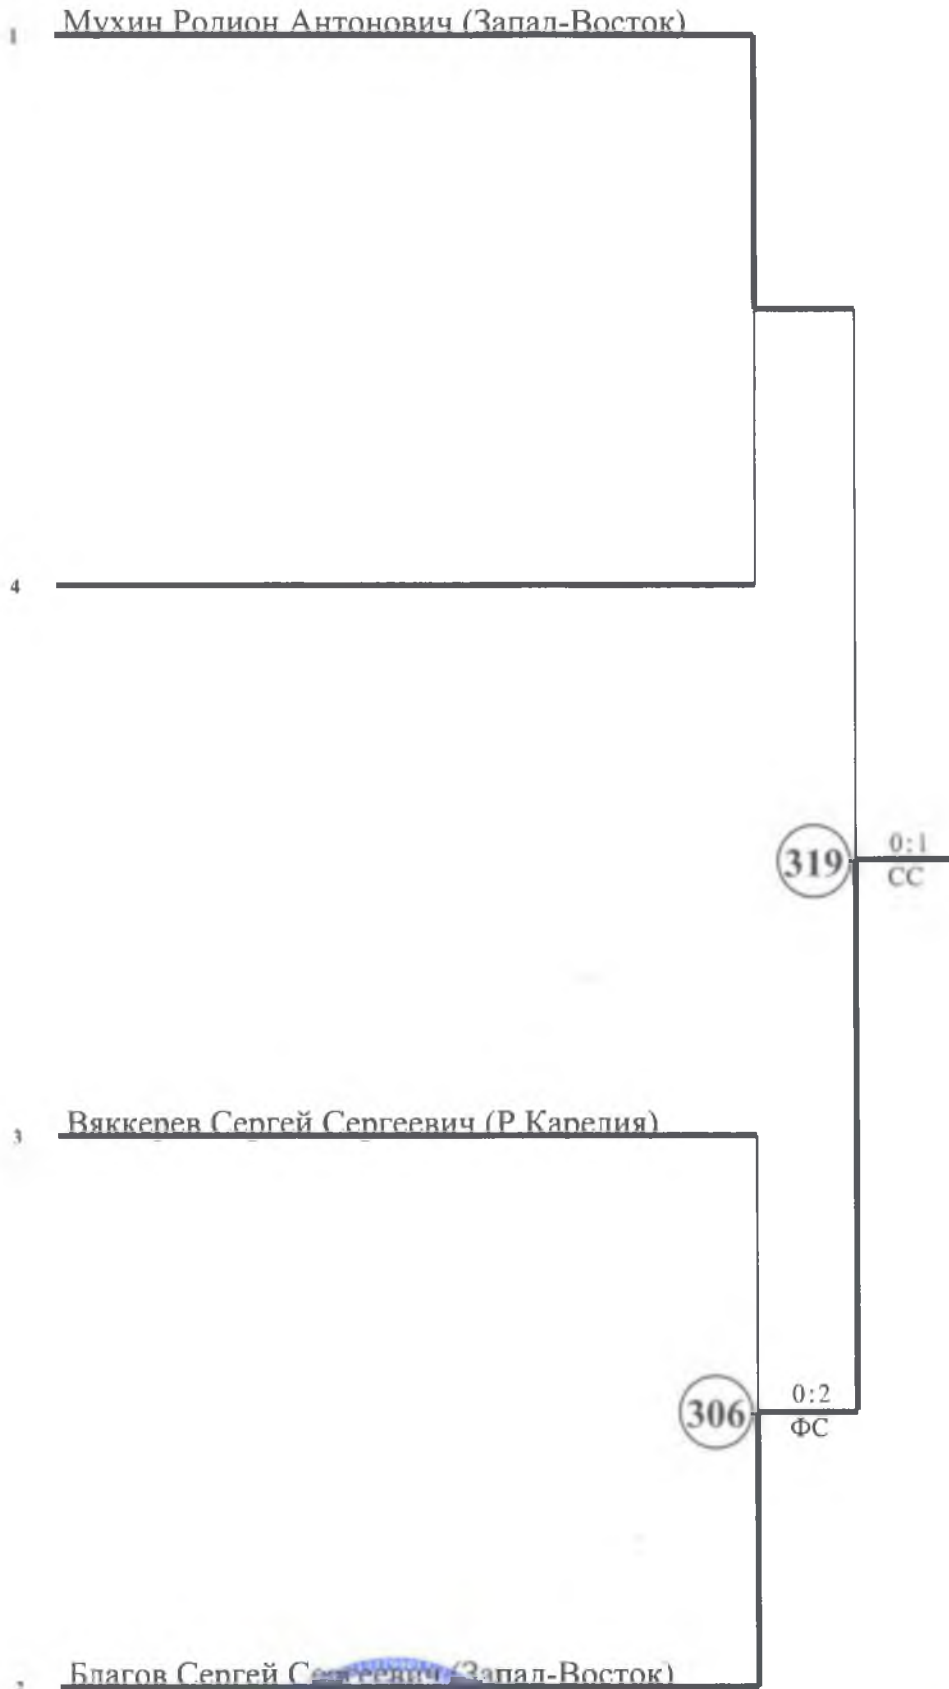 1 Мухин Родион Антонович (Запад-Восток)
4
319 0:1
СС
3 Вяккерев Сергей Сергеевич (Р.Карелия)
306 0:2
ФС
Благов Сергей Сергеевич (Запад-Восток)